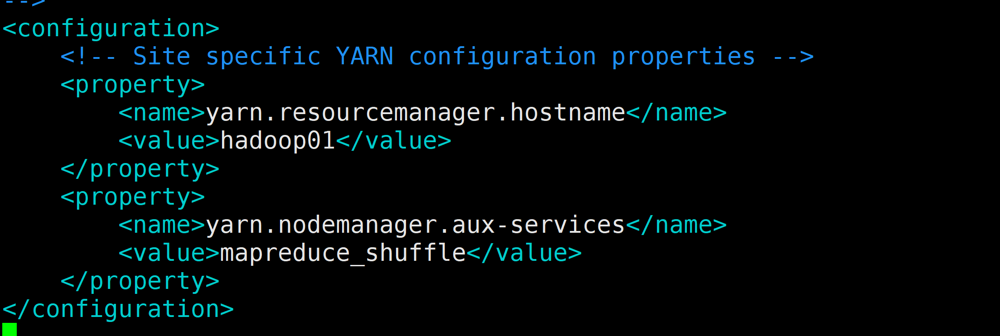 -->
<configuration>
    <!-- Site specific YARN configuration properties -->
    <property>
        <name>yarn.resourcemanager.hostname</name>
        <value>hadoop01</value>
    </property>
    <property>
        <name>yarn.nodemanager.aux-services</name>
        <value>mapreduce_shuffle</value>
    </property>
</configuration>